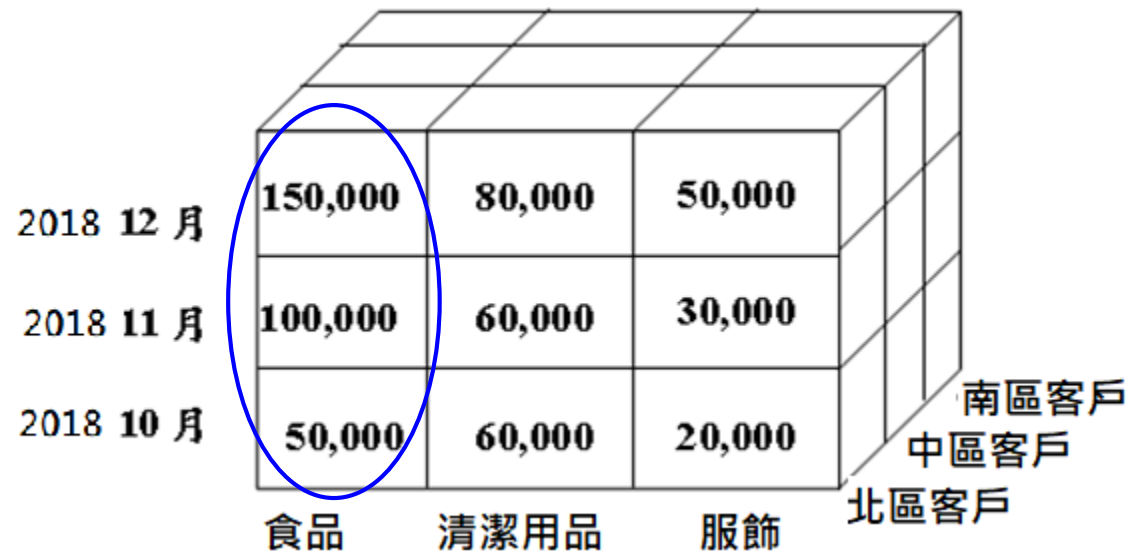 2018 12 月 150,000 80,000 50,000
2018 11 月 100,000 60,000 30,000
2018 10 月 50,000 60,000 20,000
南區客戶
中區客戶
北區客戶
食品 清潔用品 服飾